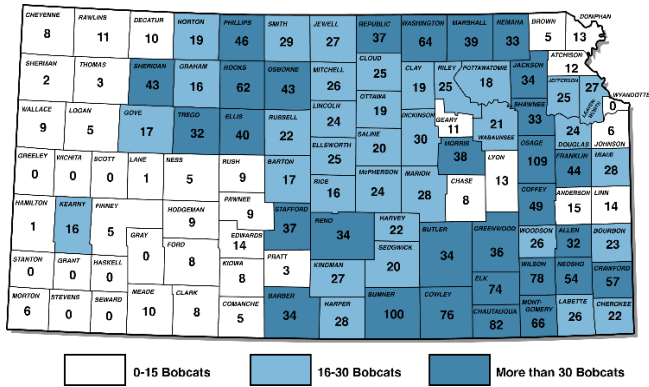 CHEYENNE RAWLINS DECATUR NORTON PHILLIPS SMITH JEWELL REPUBLIC WASHINGTON MARSHALL NEMAHA BROWN DONIPHAN
8 11 10 19 46 29 27 37 64 39 33 5 13
ATCHISON
12
SHERMAN THOMAS SHERIDAN GRAHAM ROOKS OSBORNE MITCHELL CLOUD CLAY RILEY POTTAWATOMIE JACKSON JEFFERSON LEAVENWORTH WYANDOTTE
2 3 43 16 62 43 26 25 19 25 18 34 25 27 0
WALLACE LOGAN GOVE TREGO ELLIS RUSSELL LINCOLN OTTAWA DICKINSON GEARY WABAUNSEE SHAWNEE DOUGLAS JOHNSON
9 5 17 32 40 22 24 19 30 11 21 33 24 6
ELLSWORTH SALINE MORRIS OSAGE FRANKLIN MIAMI
25 20 38 109 44 28
GREELEY WICHITA SCOTT LANE NESS RUSH BARTON RICE McPHERSON MARION CHASE LYON COFFEY ANDERSON LINN
0 0 0 1 5 9 17 16 24 28 8 13 49 15 14
HAMILTON KEARNY FINNEY HODGEMAN PAWNEE STAFFORD RENO HARVEY BUTLER GREENWOOD WOODSON ALLEN BOURBON
1 16 5 9 9 37 34 22 34 36 26 32 23
GRAY FORD EDWARDS SEDGWICK
0 8 14 20
STANTON GRANT HASKELL KIOWA PRATT KINGMAN ELK WILSON NEOSHO CRAWFORD
0 0 0 8 3 27 74 78 54 57
MORTON STEVENS SEWARD MEADE CLARK COMANCHE BARBER HARPER SUMNER COWLEY CHAUTAUQUA MONT-
GOMERY LABETTE CHEROKEE
6 0 0 10 8 5 34 28 100 76 82 66 26 22
0-15 Bobcats 16-30 Bobcats More than 30 Bobcats